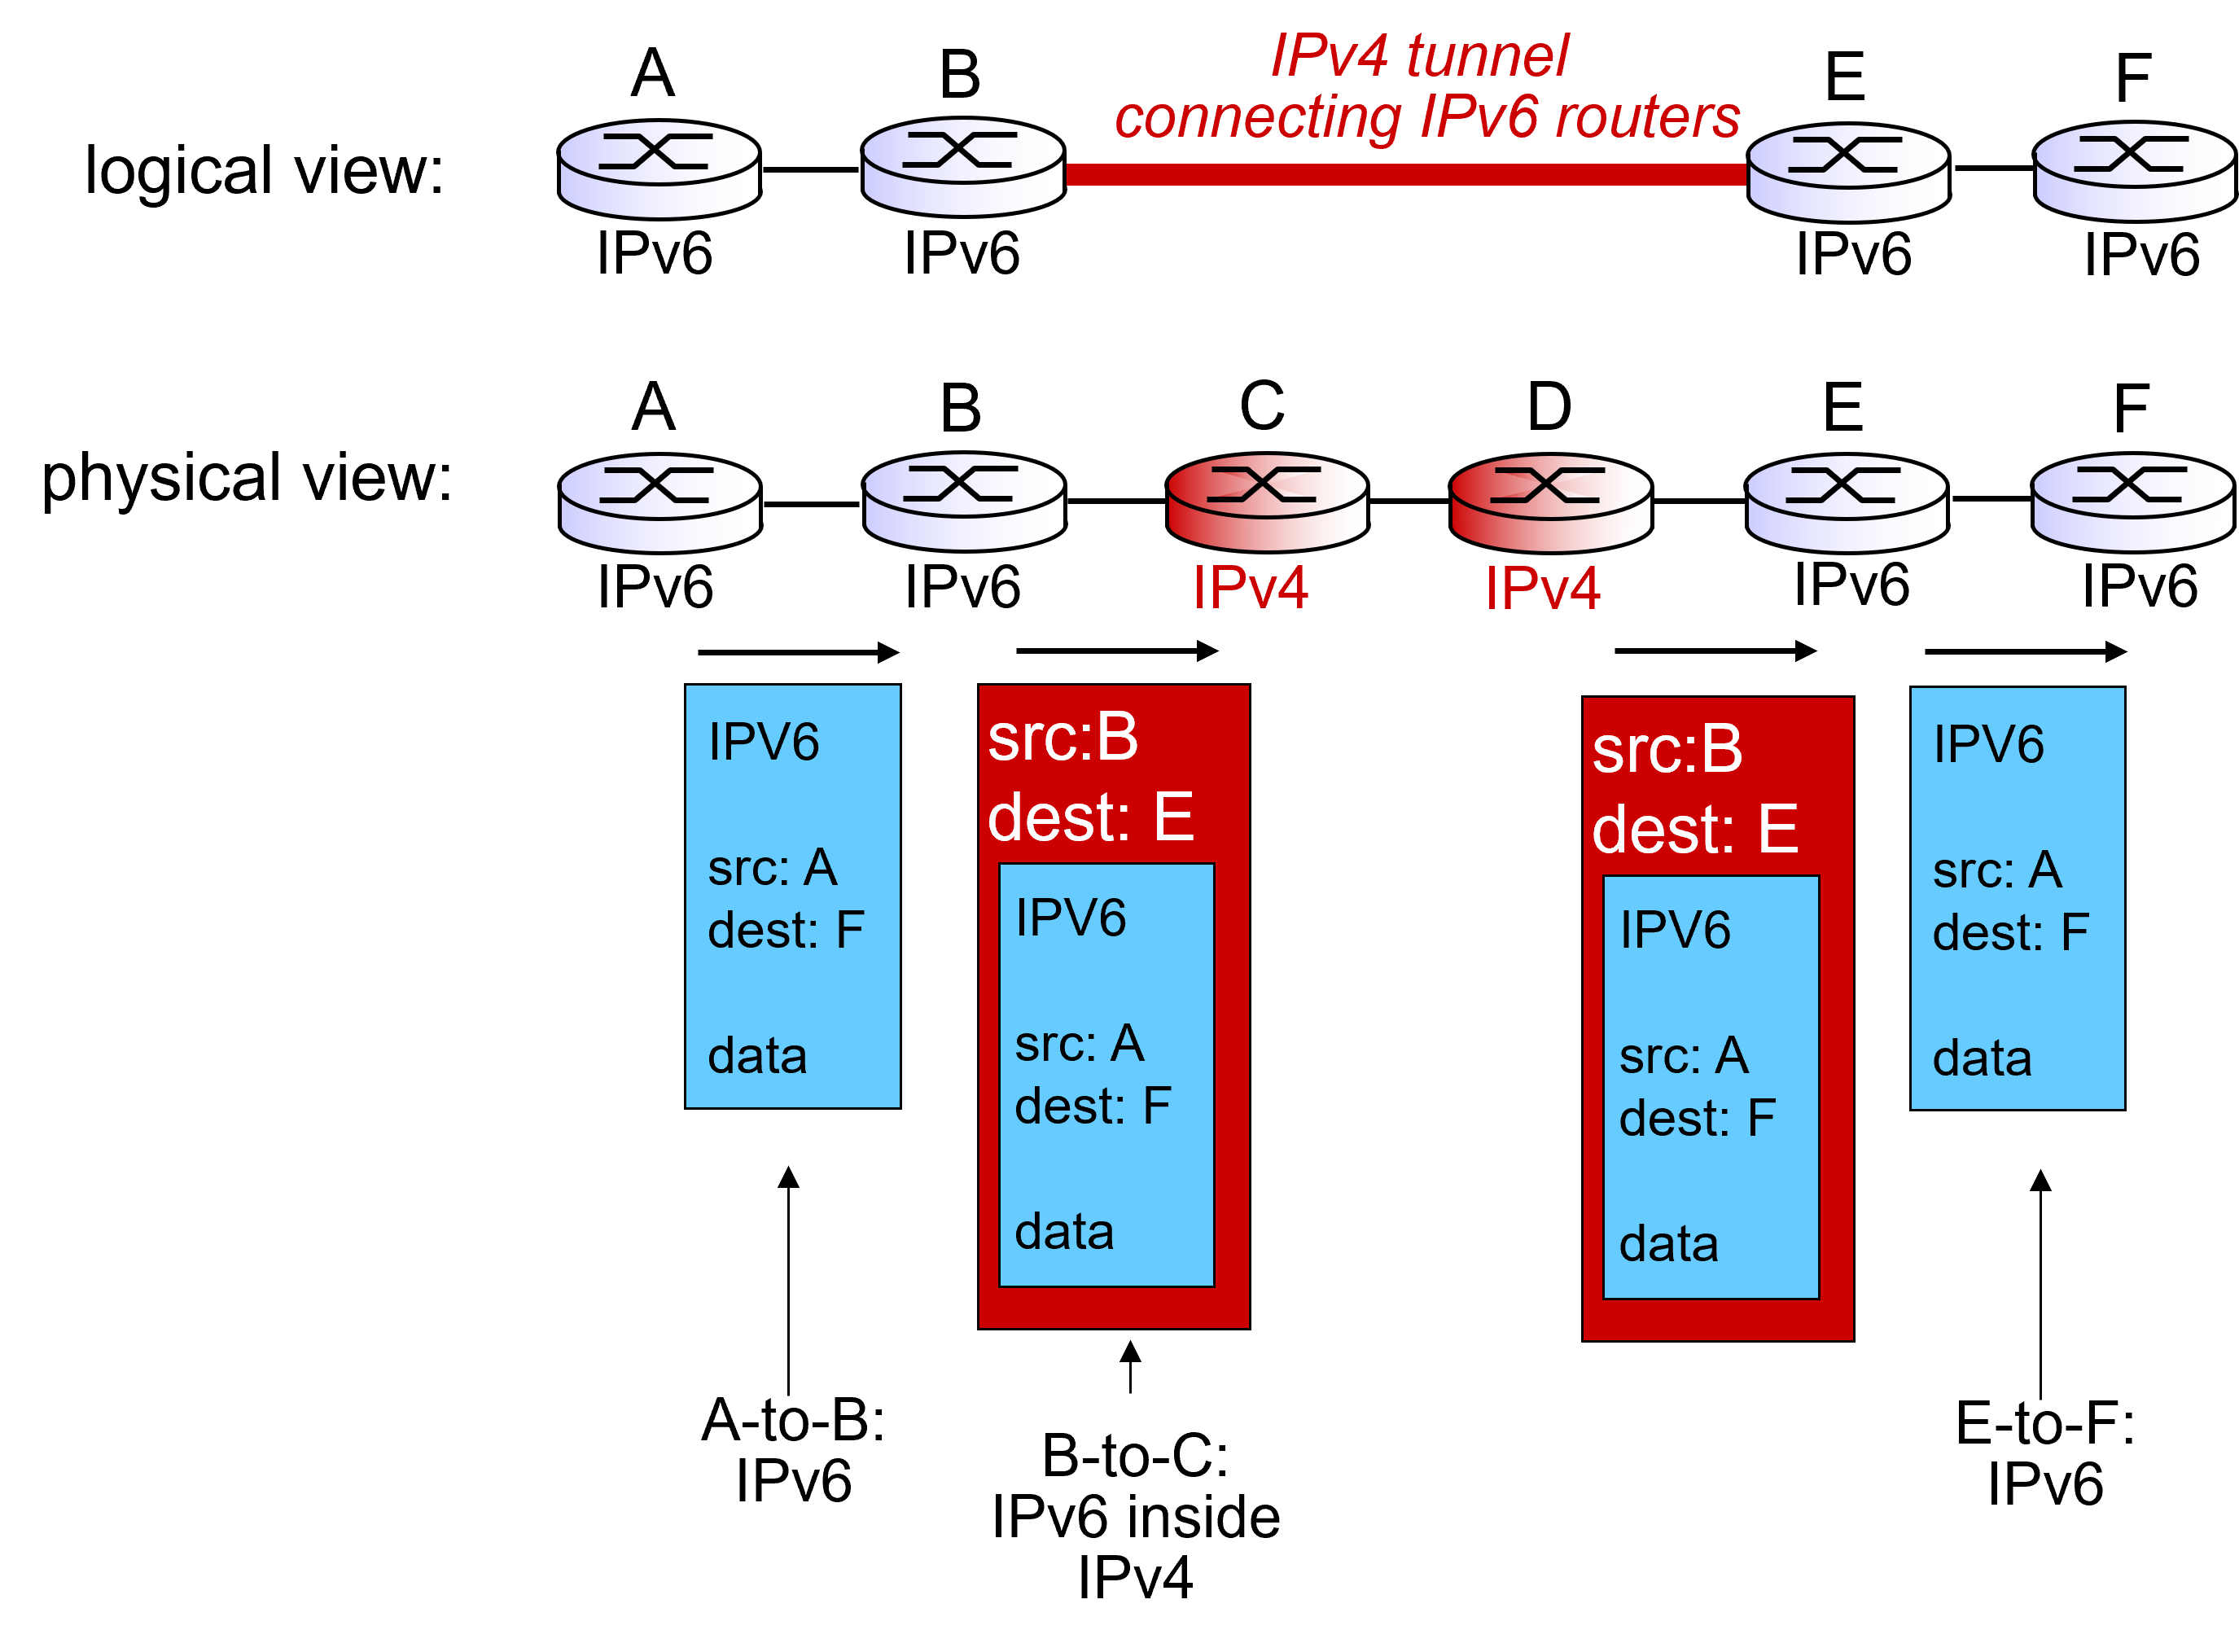 A
B
IPv4 tunnel
connecting IPv6 routers
E
F
logical view:
IPv6
IPv6
IPv6
IPv6
A
B
C
D
E
F
physical view:
IPv6
IPv6
IPv4
IPv4
IPv6
IPv6
IPV6
src: A
dest: F
data
src:B
dest: E
IPV6
src: A
dest: F
data
src:B
dest: E
IPV6
src: A
dest: F
data
IPV6
src: A
dest: F
data
A-to-B:
IPv6
B-to-C:
IPv6 inside
IPv4
E-to-F:
IPv6